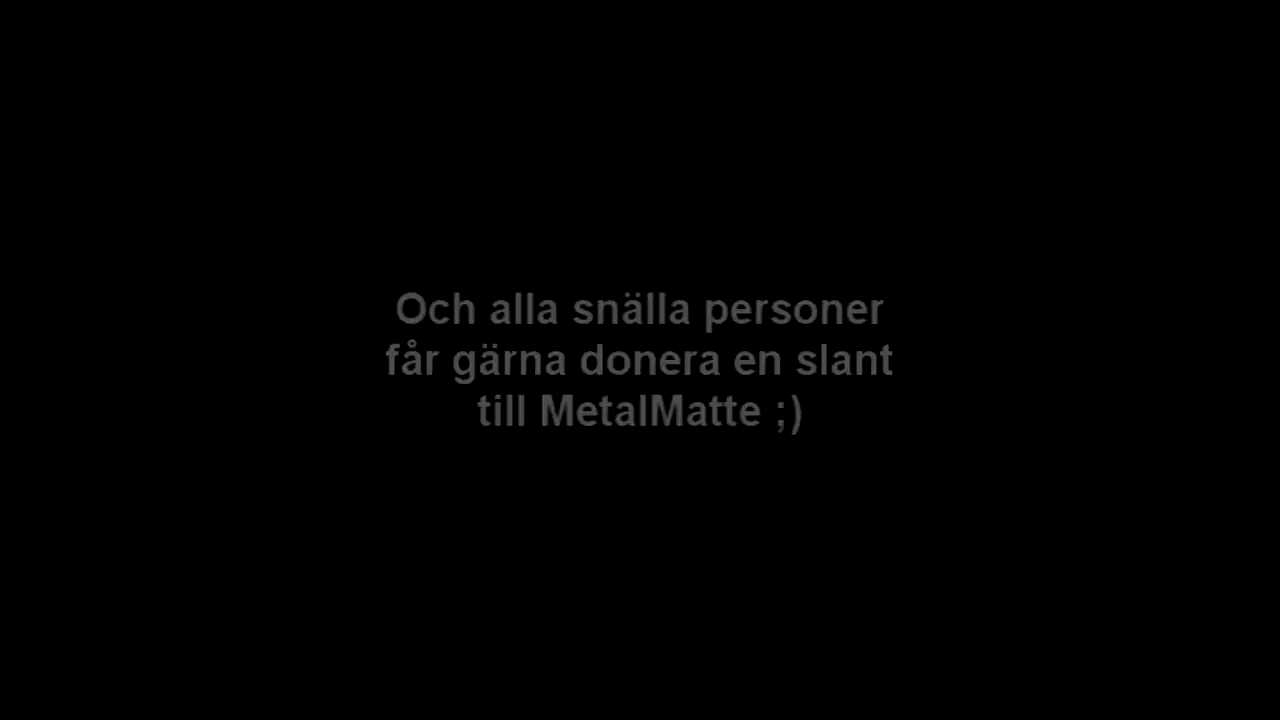 Och alla snälla personer
får gärna donera en slant
till MetalMatte ;)